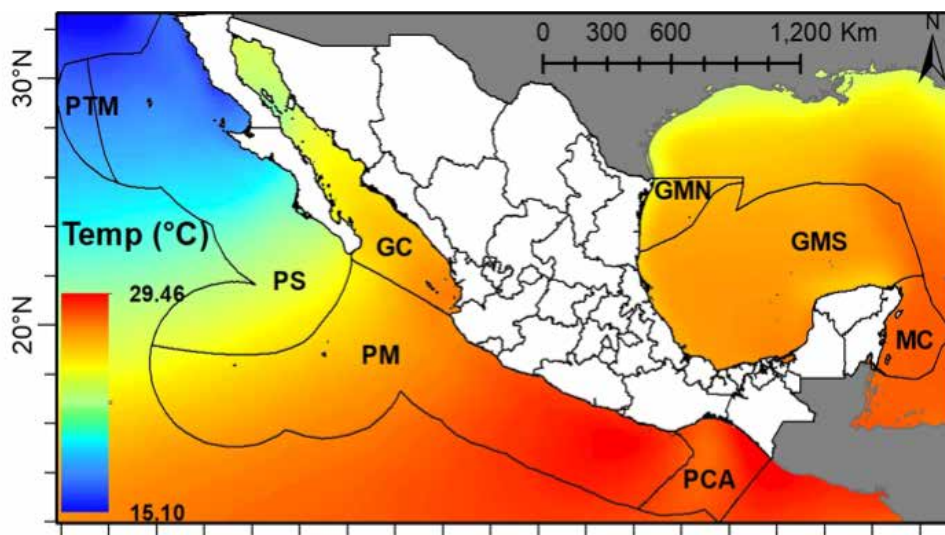 0 300 600 1,200 Km
N
30°N
20°N
PTM
GMN
GMS
GC
PS
PM
MC
PCA
Temp (°C)
29.46
15.10